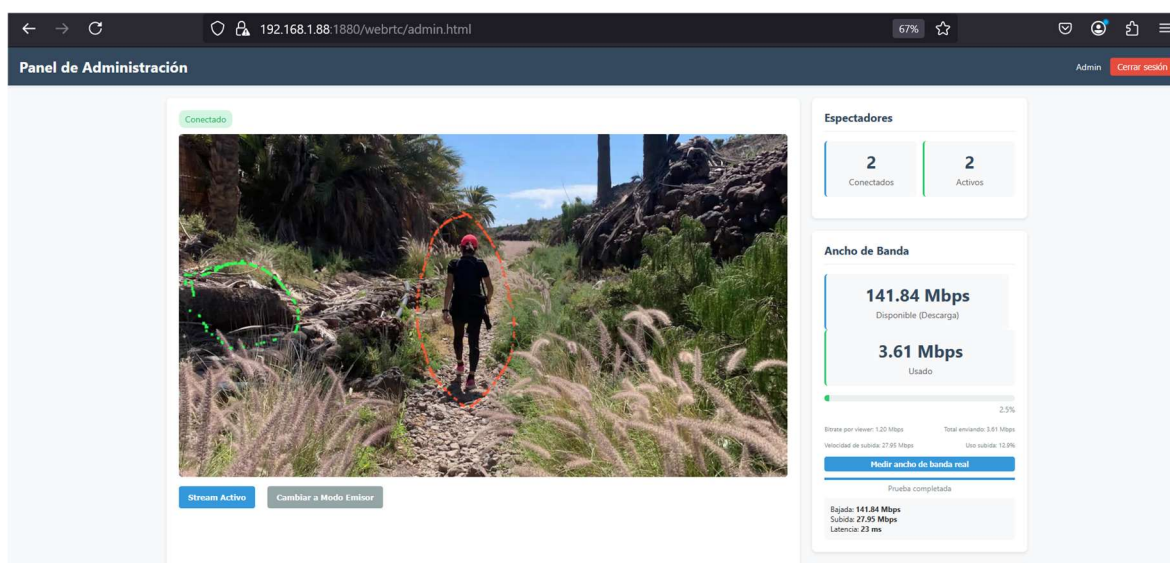 192.168.1.88:1880/webrtc/admin.html
67%
Panel de Administración
Admin
Cerrar sesión
Conectado
Stream Activo
Cambiar a Modo Emisor
Espectadores
2
Conectados
2
Activos
Ancho de Banda
141.84 Mbps
Disponible (Descarga)
3.61 Mbps
Usado
2.5%
Bitrate por viewer: 1.20 Mbps
Total enviando: 3.61 Mbps
Velocidad de subida: 27.95 Mbps
Uso subida: 12.9%
Medir ancho de banda real
Prueba completada
Bajada: 141.84 Mbps
Subida: 27.95 Mbps
Latencia: 23 ms